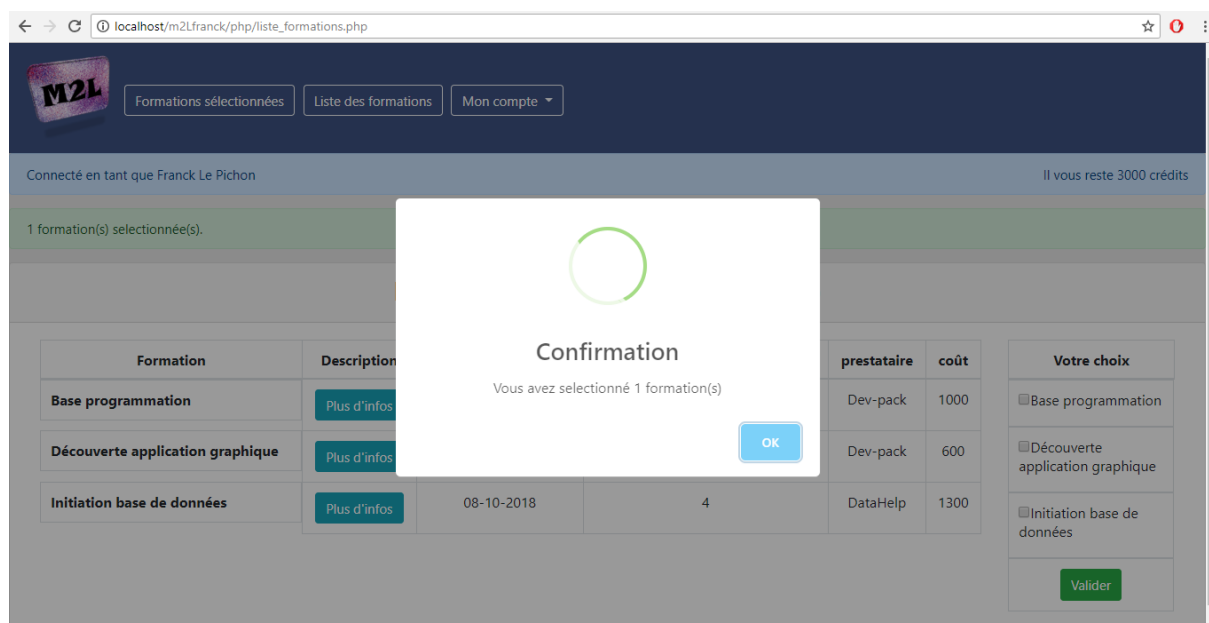 localhost/m2Lfranck/php/liste_formations.php
M2L
Formations sélectionnées Liste des formations Mon compte
Connecté en tant que Franck Le Pichon Il vous reste 3000 crédits
1 formation(s) selectionnée(s).
Confirmation
Vous avez selectionné 1 formation(s)
OK
Formation Description prestataire coût Votre choix
Base programmation Plus d'infos Dev-pack 1000 Base programmation
Découverte application graphique Plus d'infos Dev-pack 600 Découverte
application graphique
Initiation base de données Plus d'infos 08-10-2018 4 DataHelp 1300 Initiation base de
données
Valider